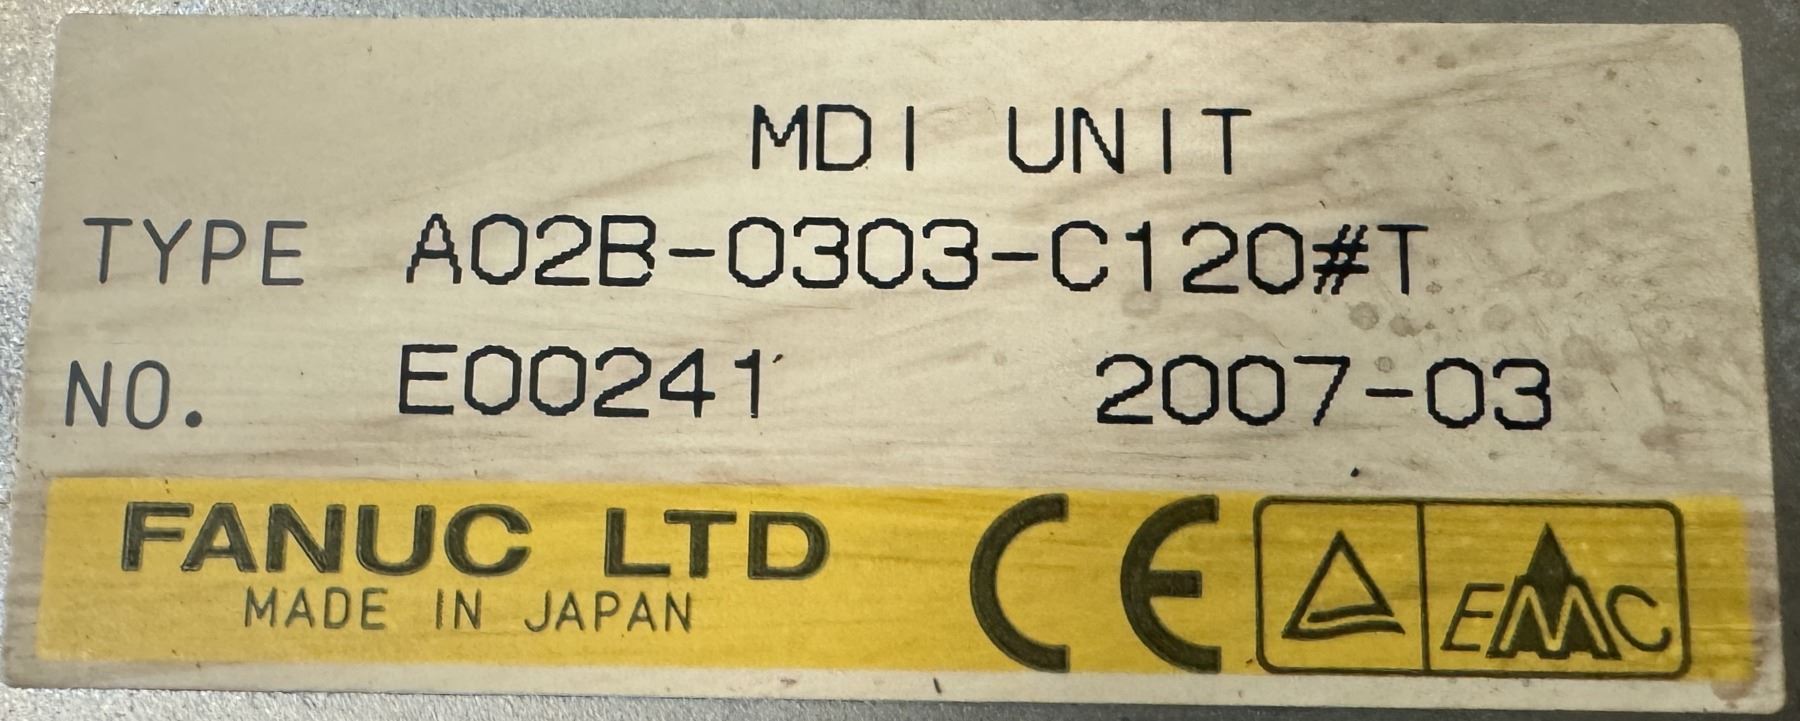 MDI UNIT
TYPE A02B-0303-C120#T
NO. E00241 2007-03
FANUC LTD
MADE IN JAPAN
CE
EMC